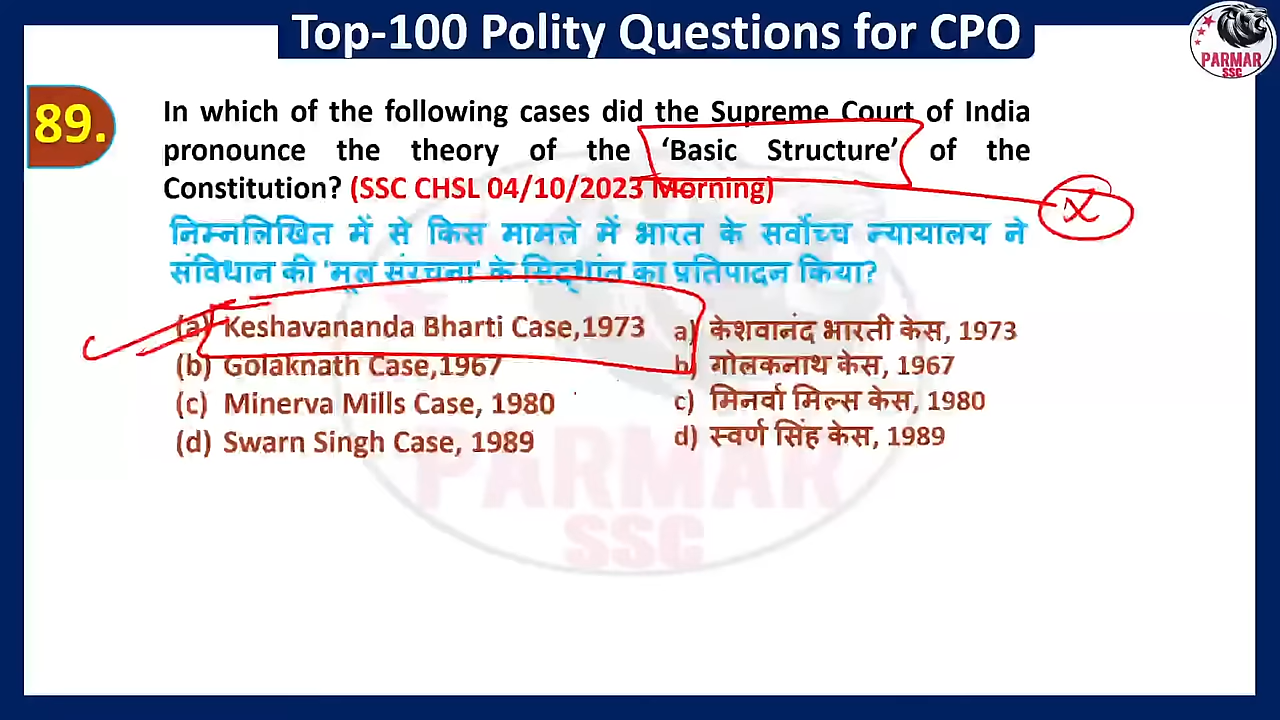 Top-100 Polity Questions for CPO
PARMAR
SSC
89.
In which of the following cases did the Supreme Court of India
pronounce the theory of the ‘Basic Structure’ of the
Constitution? (SSC CHSL 04/10/2023 Morning)
निम्नलिखित में से किस मामले में भारत के सर्वोच्च न्यायालय ने
संविधान की 'मूल संरचना' के सिद्धांत का प्रतिपादन किया?
(a) Keshavananda Bharti Case,1973
(b) Golaknath Case,1967
(c) Minerva Mills Case, 1980
(d) Swarn Singh Case, 1989
a) केशवानंद भारती केस, 1973
b) गोलकनाथ केस, 1967
c) मिनर्वा मिल्स केस, 1980
d) स्वर्ण सिंह केस, 1989
PARMAR
SSC